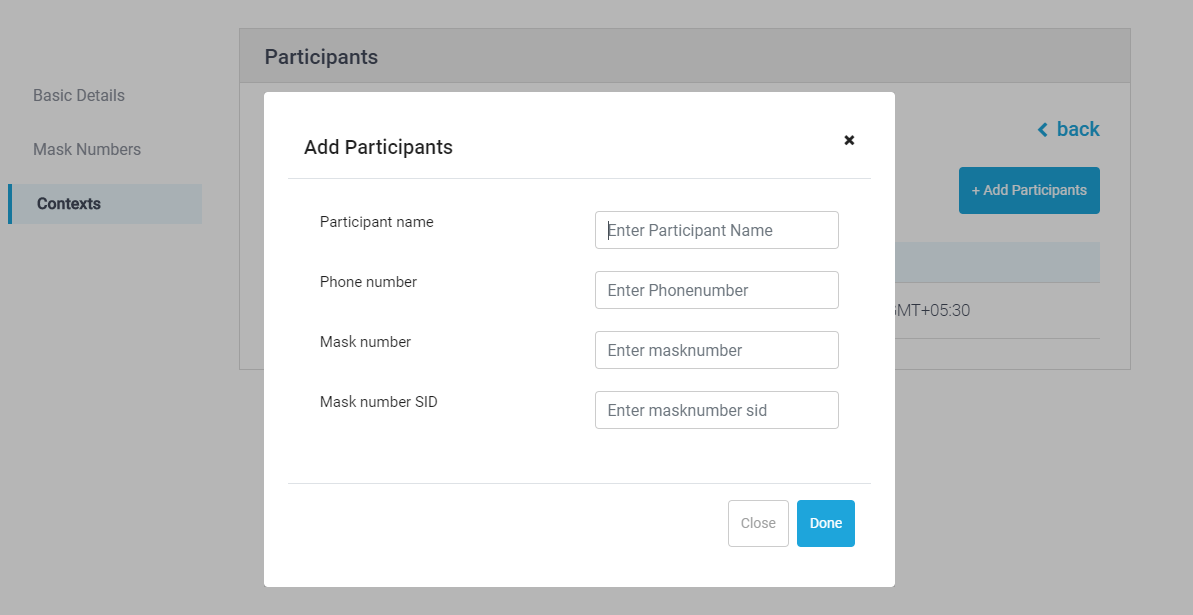 Participants
Basic Details
Mask Numbers
Contexts
back
+ Add Participants
MT+05:30
Add Participants
Participant name
Enter Participant Name
Phone number
Enter Phonenumber
Mask number
Enter masknumber
Mask number SID
Enter masknumber sid
Close
Done